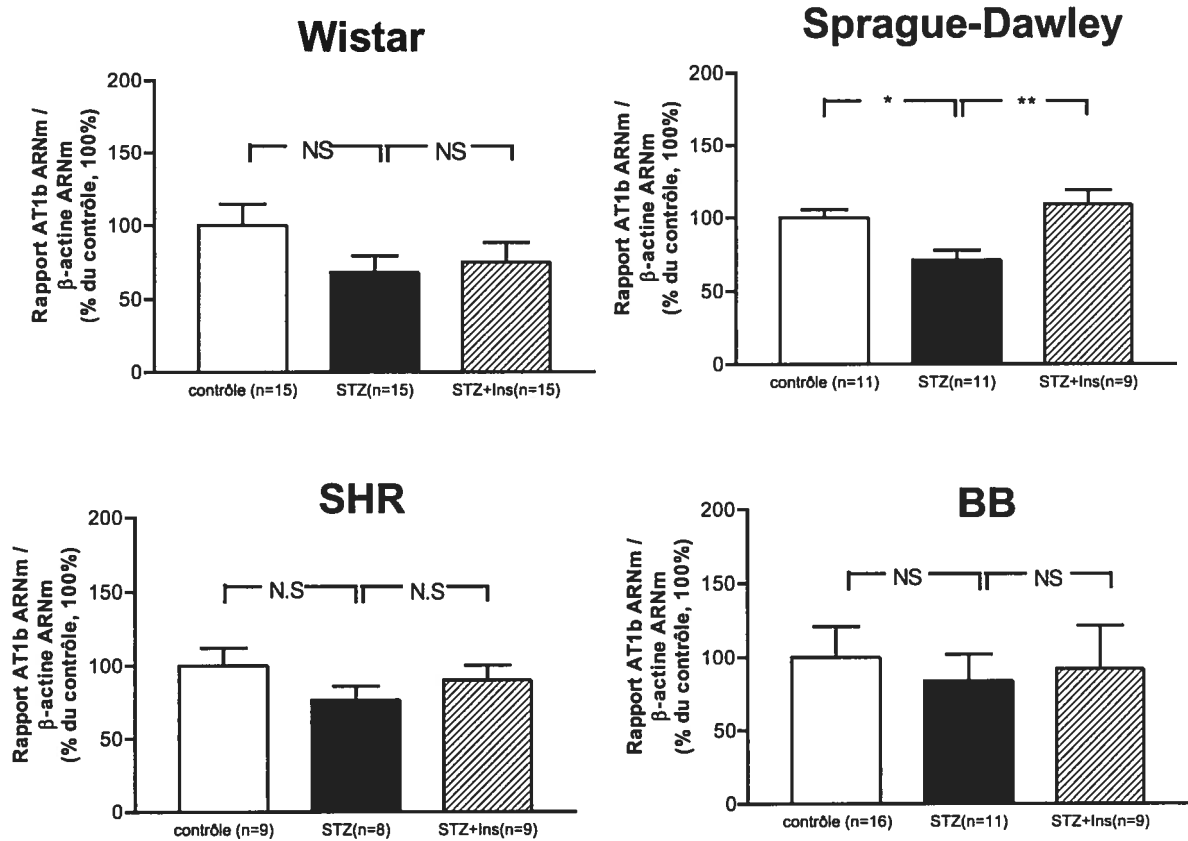 Wistar
Rapport AT1b ARNm /
β-actine ARNm
(% du contrôle, 100%)
200
150
100
50
0
NS NS
contrôle (n=15) STZ(n=15) STZ+Ins(n=15)
Sprague-Dawley
Rapport AT1b ARNm /
β-actine ARNm
(% du contrôle, 100%)
200
150
100
50
0
* **
contrôle (n=11) STZ(n=11) STZ+Ins(n=9)
SHR
Rapport AT1b ARNm /
β-actine ARNm
(% du contrôle, 100%)
200
150
100
50
0
N.S N.S
contrôle (n=9) STZ(n=8) STZ+Ins(n=9)
BB
Rapport AT1b ARNm /
β-actine ARNm
(% du contrôle, 100%)
200
150
100
50
0
NS NS
contrôle (n=16) STZ(n=11) STZ+Ins(n=9)